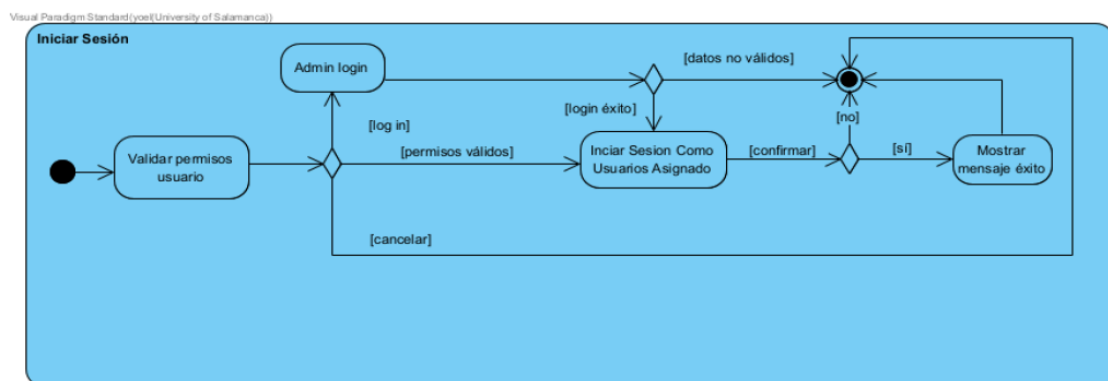 Visual Paradigm Standard(yoel(University of Salamanca))
Iniciar Sesión
Admin login
[datos no válidos]
[login éxito]
[no]
[log in]
Validar permisos
usuario
[permisos válidos]
Inciar Sesion Como
Usuarios Asignado
[confirmar]
[sí]
Mostrar
mensaje éxito
[cancelar]